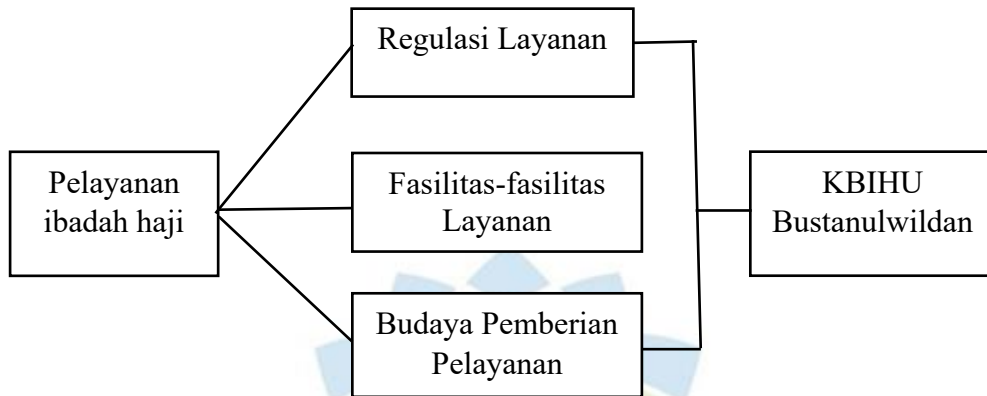 Regulasi Layanan
Pelayanan
ibadah haji
Fasilitas-fasilitas
Layanan
KBIHU
Bustanulwildan
Budaya Pemberian
Pelayanan